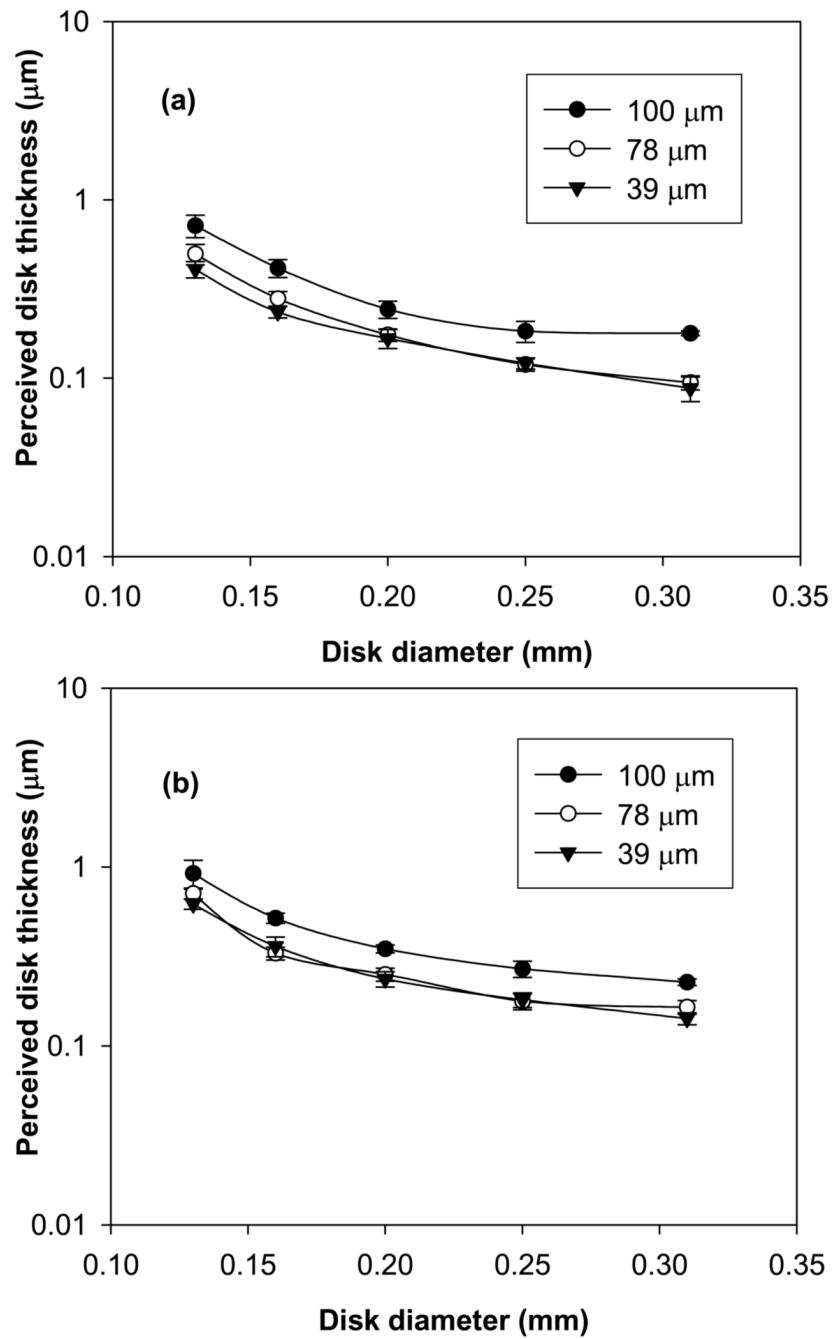 10
1
0.1
0.01
Perceived disk thickness (μm)
(a)
100 μm
78 μm
39 μm
0.10 0.15 0.20 0.25 0.30 0.35
Disk diameter (mm)
10
1
0.1
0.01
Perceived disk thickness (μm)
(b)
100 μm
78 μm
39 μm
0.10 0.15 0.20 0.25 0.30 0.35
Disk diameter (mm)